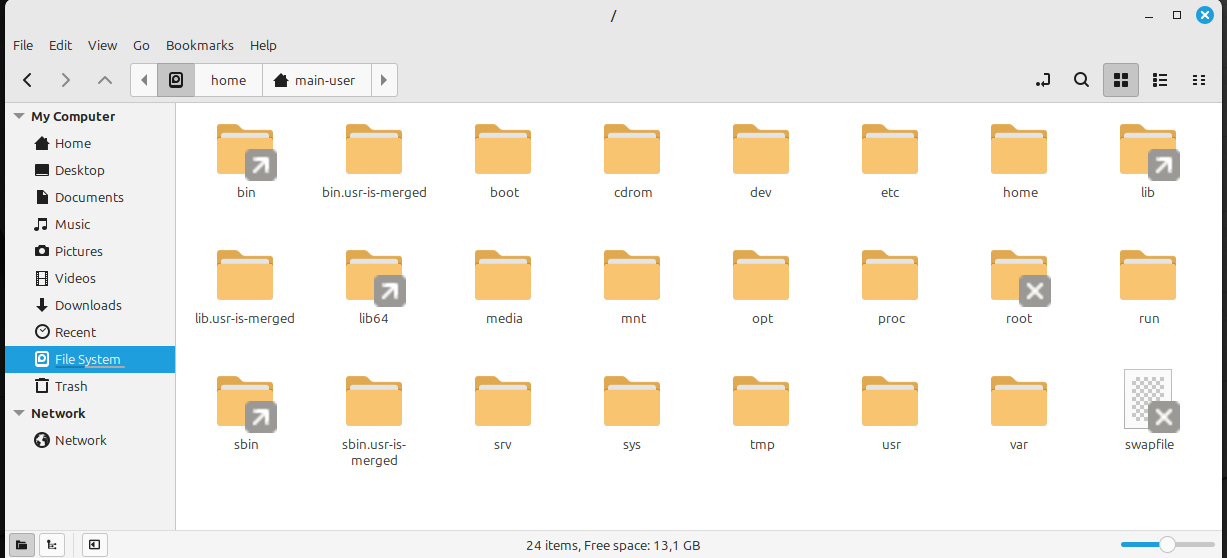 /
File Edit View Go Bookmarks Help
home main-user
My Computer
Home
Desktop
Documents
Music
Pictures
Videos
Downloads
Recent
File System
Trash
Network
Network
bin bin.usr-is-merged boot cdrom dev etc home lib
lib.usr-is-merged lib64 media mnt opt proc root run
sbin sbin.usr-is-merged srv sys tmp usr var swapfile
24 items, Free space: 13,1 GB